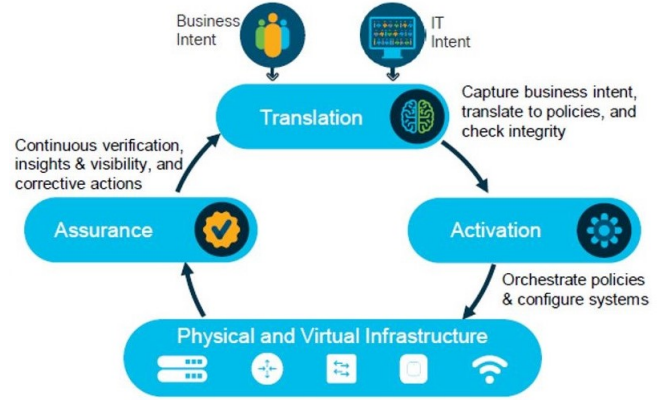 Business
Intent
IT
Intent
Translation
Capture business intent,
translate to policies, and
check integrity
Continuous verification,
insights & visibility, and
corrective actions
Assurance
Activation
Orchestrate policies
& configure systems
Physical and Virtual Infrastructure